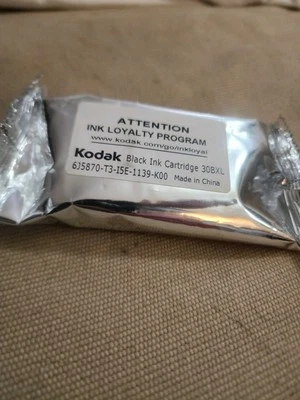 ATTENTION
INK LOYALTY PROGRAM
www.kodak.com/go/inkloyal
Kodak Black Ink Cartridge 30BXL
6J5870-T3-I5E-1139-K00 Made in China